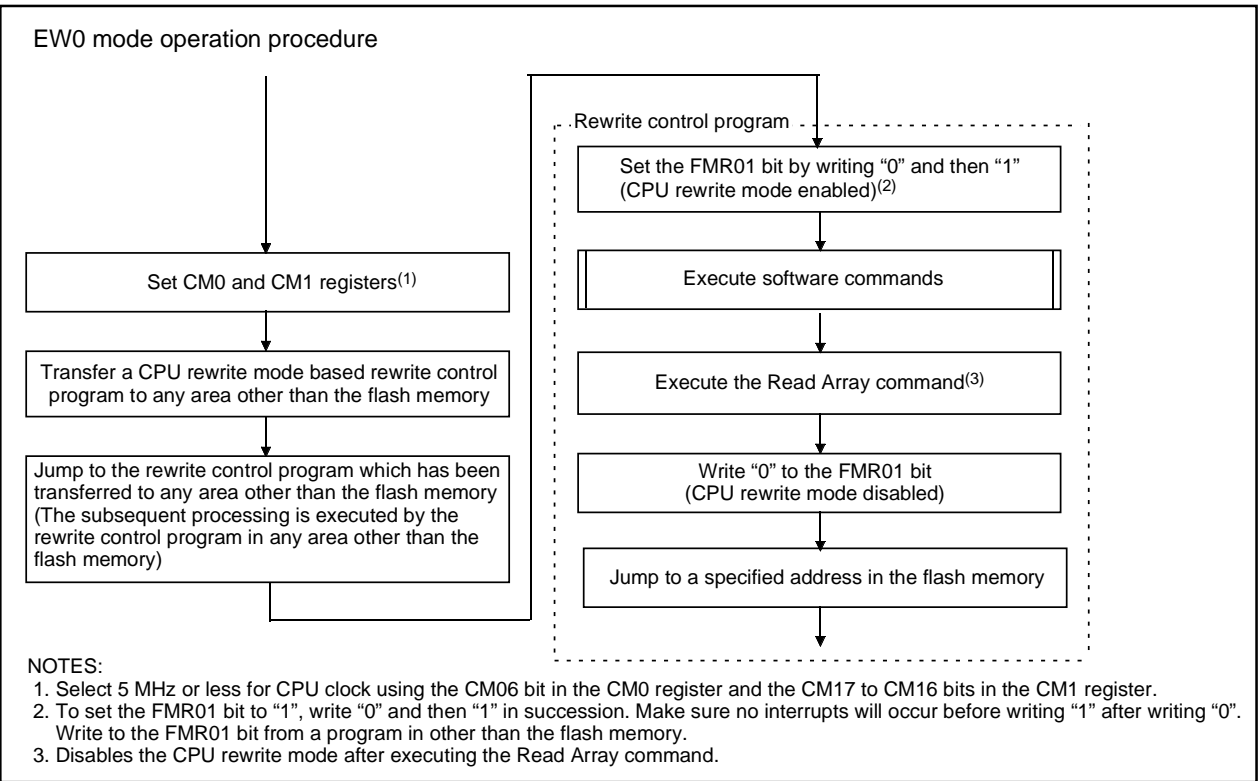 EW0 mode operation procedure
Set CM0 and CM1 registers(1)
Transfer a CPU rewrite mode based rewrite control
program to any area other than the flash memory
Jump to the rewrite control program which has been
transferred to any area other than the flash memory
(The subsequent processing is executed by the
rewrite control program in any area other than the
flash memory)
Rewrite control program
Set the FMR01 bit by writing “0” and then “1”
(CPU rewrite mode enabled)(2)
Execute software commands
Execute the Read Array command(3)
Write “0” to the FMR01 bit
(CPU rewrite mode disabled)
Jump to a specified address in the flash memory
NOTES:
1. Select 5 MHz or less for CPU clock using the CM06 bit in the CM0 register and the CM17 to CM16 bits in the CM1 register.
2. To set the FMR01 bit to “1”, write “0” and then “1” in succession. Make sure no interrupts will occur before writing “1” after writing “0”.
Write to the FMR01 bit from a program in other than the flash memory.
3. Disables the CPU rewrite mode after executing the Read Array command.